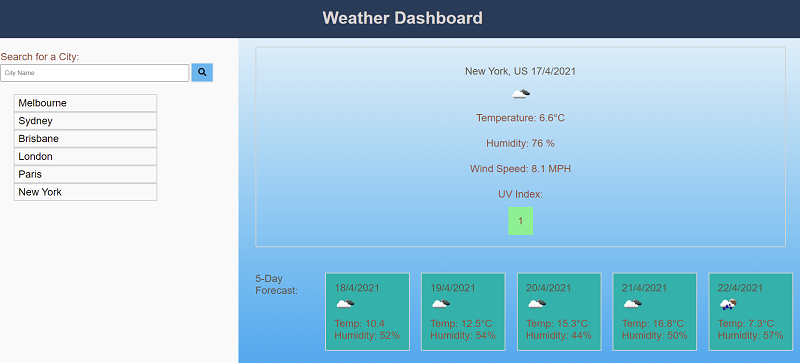 Weather Dashboard
Search for a City:
City Name
Melbourne
Sydney
Brisbane
London
Paris
New York
New York, US 17/4/2021
Temperature: 6.6°C
Humidity: 76 %
Wind Speed: 8.1 MPH
UV Index:
1
5-Day
Forecast:
18/4/2021
Temp: 10.4
Humidity: 52%
19/4/2021
Temp: 12.5°C
Humidity: 54%
20/4/2021
Temp: 15.3°C
Humidity: 44%
21/4/2021
Temp: 16.8°C
Humidity: 50%
22/4/2021
Temp: 7.3°C
Humidity: 57%